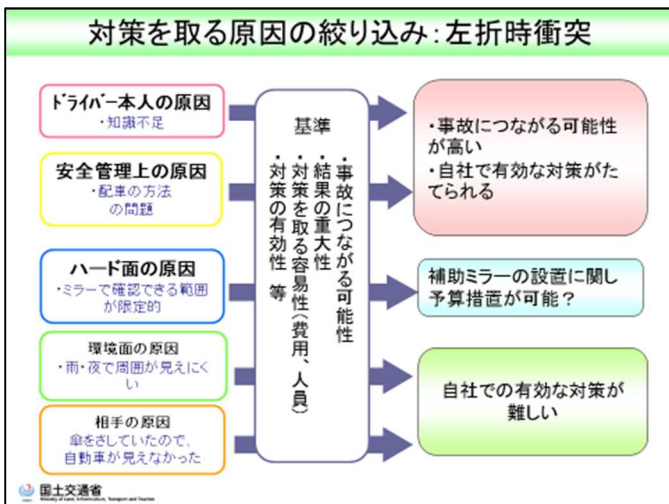 対策を取る原因の絞り込み：左折時衝突
ドライバー本人の原因
・知識不足
安全管理上の原因
・配車の方法
の問題
ハード面の原因
・ミラーで確認できる範囲
が限定的
環境面の原因
・雨・夜で周囲が見えにく
い
相手の原因
傘をさしていたので、
自動車が見えなかった
基準
・事故につながる可能性
・結果の重大性
・対策を取る容易性(費用、人員)
・対策の有効性 等
・事故につながる可能性
が高い
・自社で有効な対策がた
てられる
補助ミラーの設置に関し
予算措置が可能？
自社での有効な対策が
難しい
国土交通省
Ministry of Land, Infrastructure, Transport and Tourism